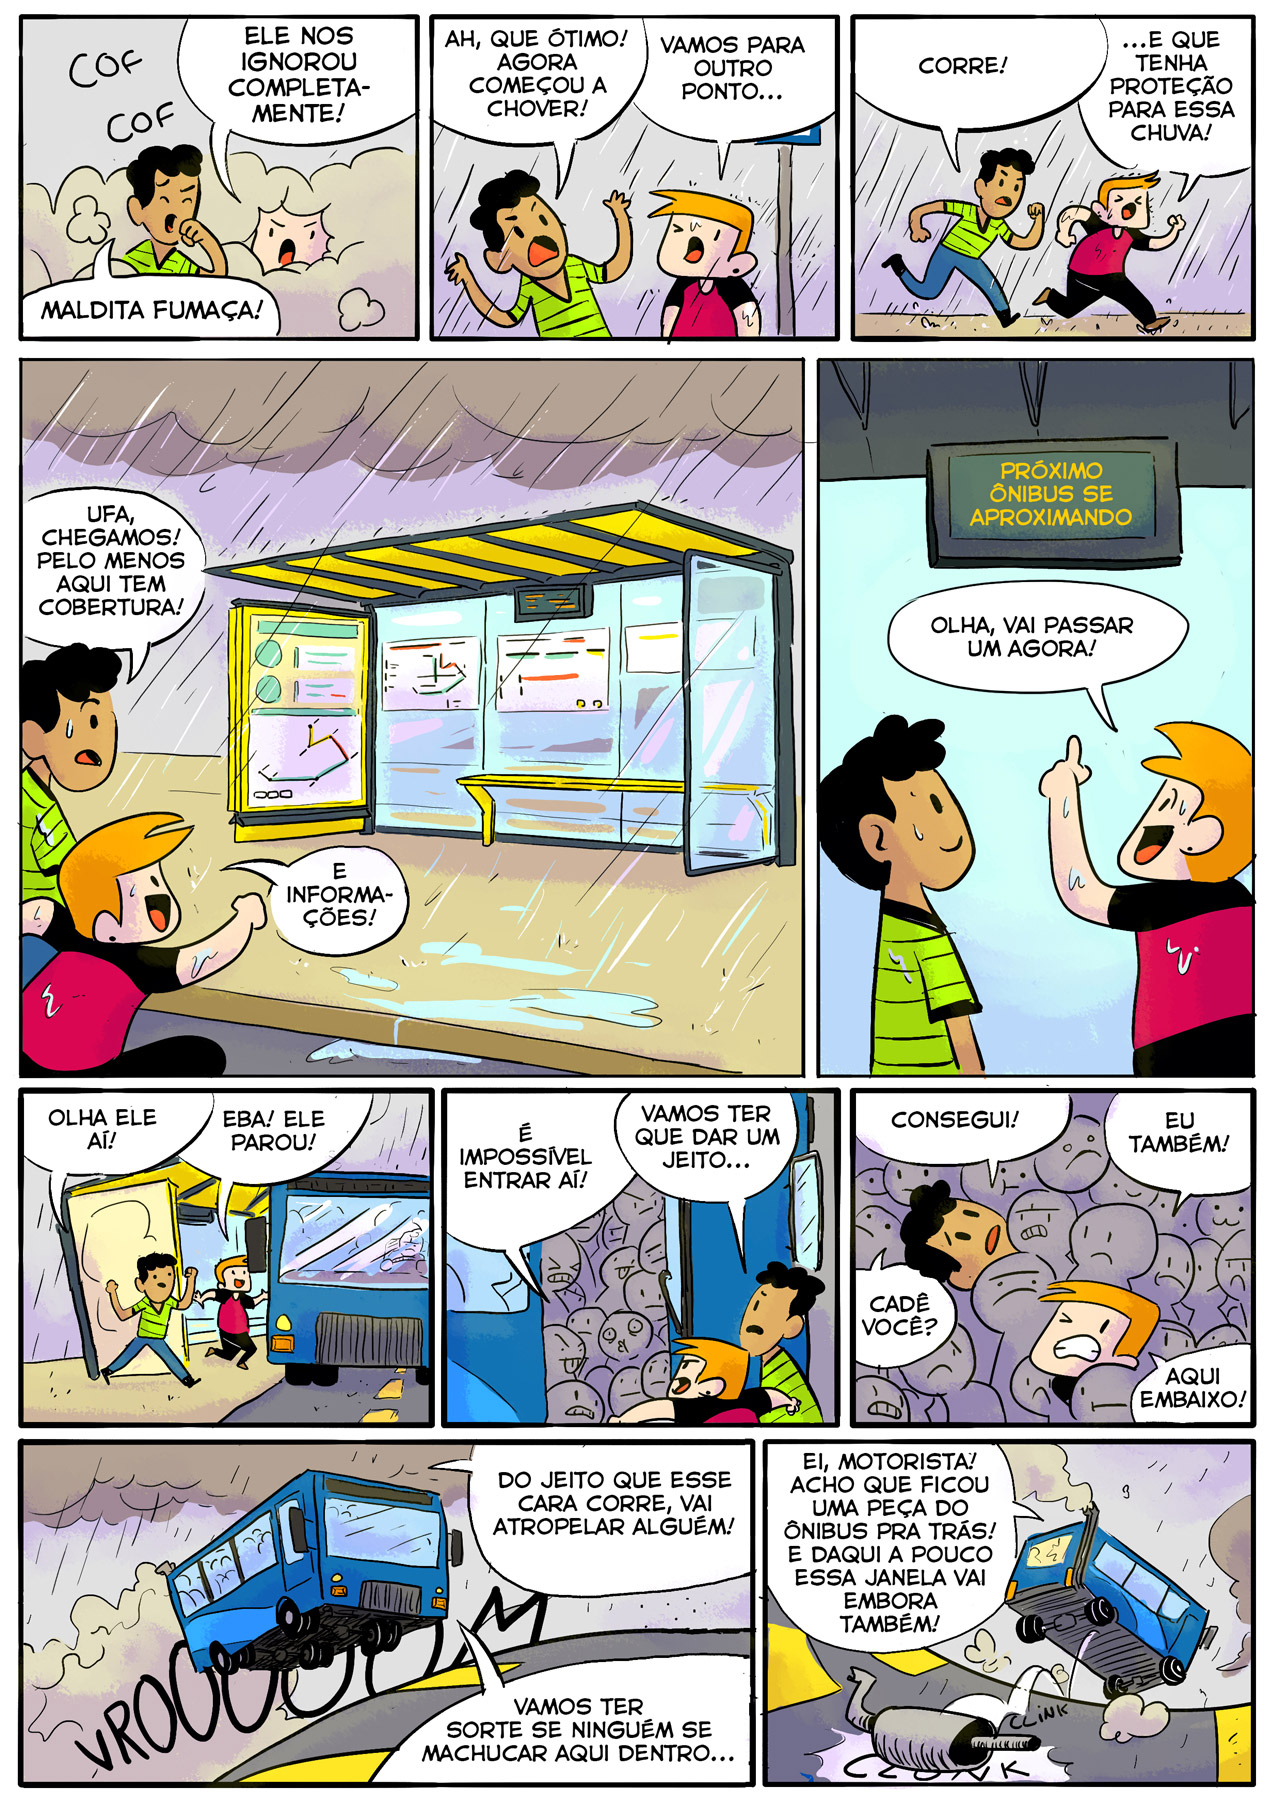 COF
COF
ELE NOS
IGNOROU
COMPLETA-
MENTE!
MALDITA FUMAÇA!
AH, QUE ÓTIMO!
AGORA
COMEÇOU A
CHOVER!
VAMOS PARA
OUTRO
PONTO...
CORRE!
...E QUE
TENHA
PROTEÇÃO
PARA ESSA
CHUVA!
UFA,
CHEGAMOS!
PELO MENOS
AQUI TEM
COBERTURA!
E
INFORMA-
ÇÕES!
PRÓXIMO
ÔNIBUS SE
APROXIMANDO
OLHA, VAI PASSAR
UM AGORA!
OLHA ELE
AÍ!
EBA! ELE
PAROU!
É
IMPOSSÍVEL
ENTRAR AÍ!
VAMOS TER
QUE DAR UM
JEITO...
CONSEGUI!
EU
TAMBÉM!
CADÊ
VOCÊ?
AQUI
EMBAIXO!
DO JEITO QUE ESSE
CARA CORRE, VAI
ATROPELAR ALGUÉM!
VROOOOOOM
VAMOS TER
SORTE SE NINGUÉM SE
MACHUCAR AQUI DENTRO...
EI, MOTORISTA!
ACHO QUE FICOU
UMA PEÇA DO
ÔNIBUS PRA TRÁS!
E DAQUI A POUCO
ESSA JANELA VAI
EMBORA
TAMBÉM!
CLINK
CLONK